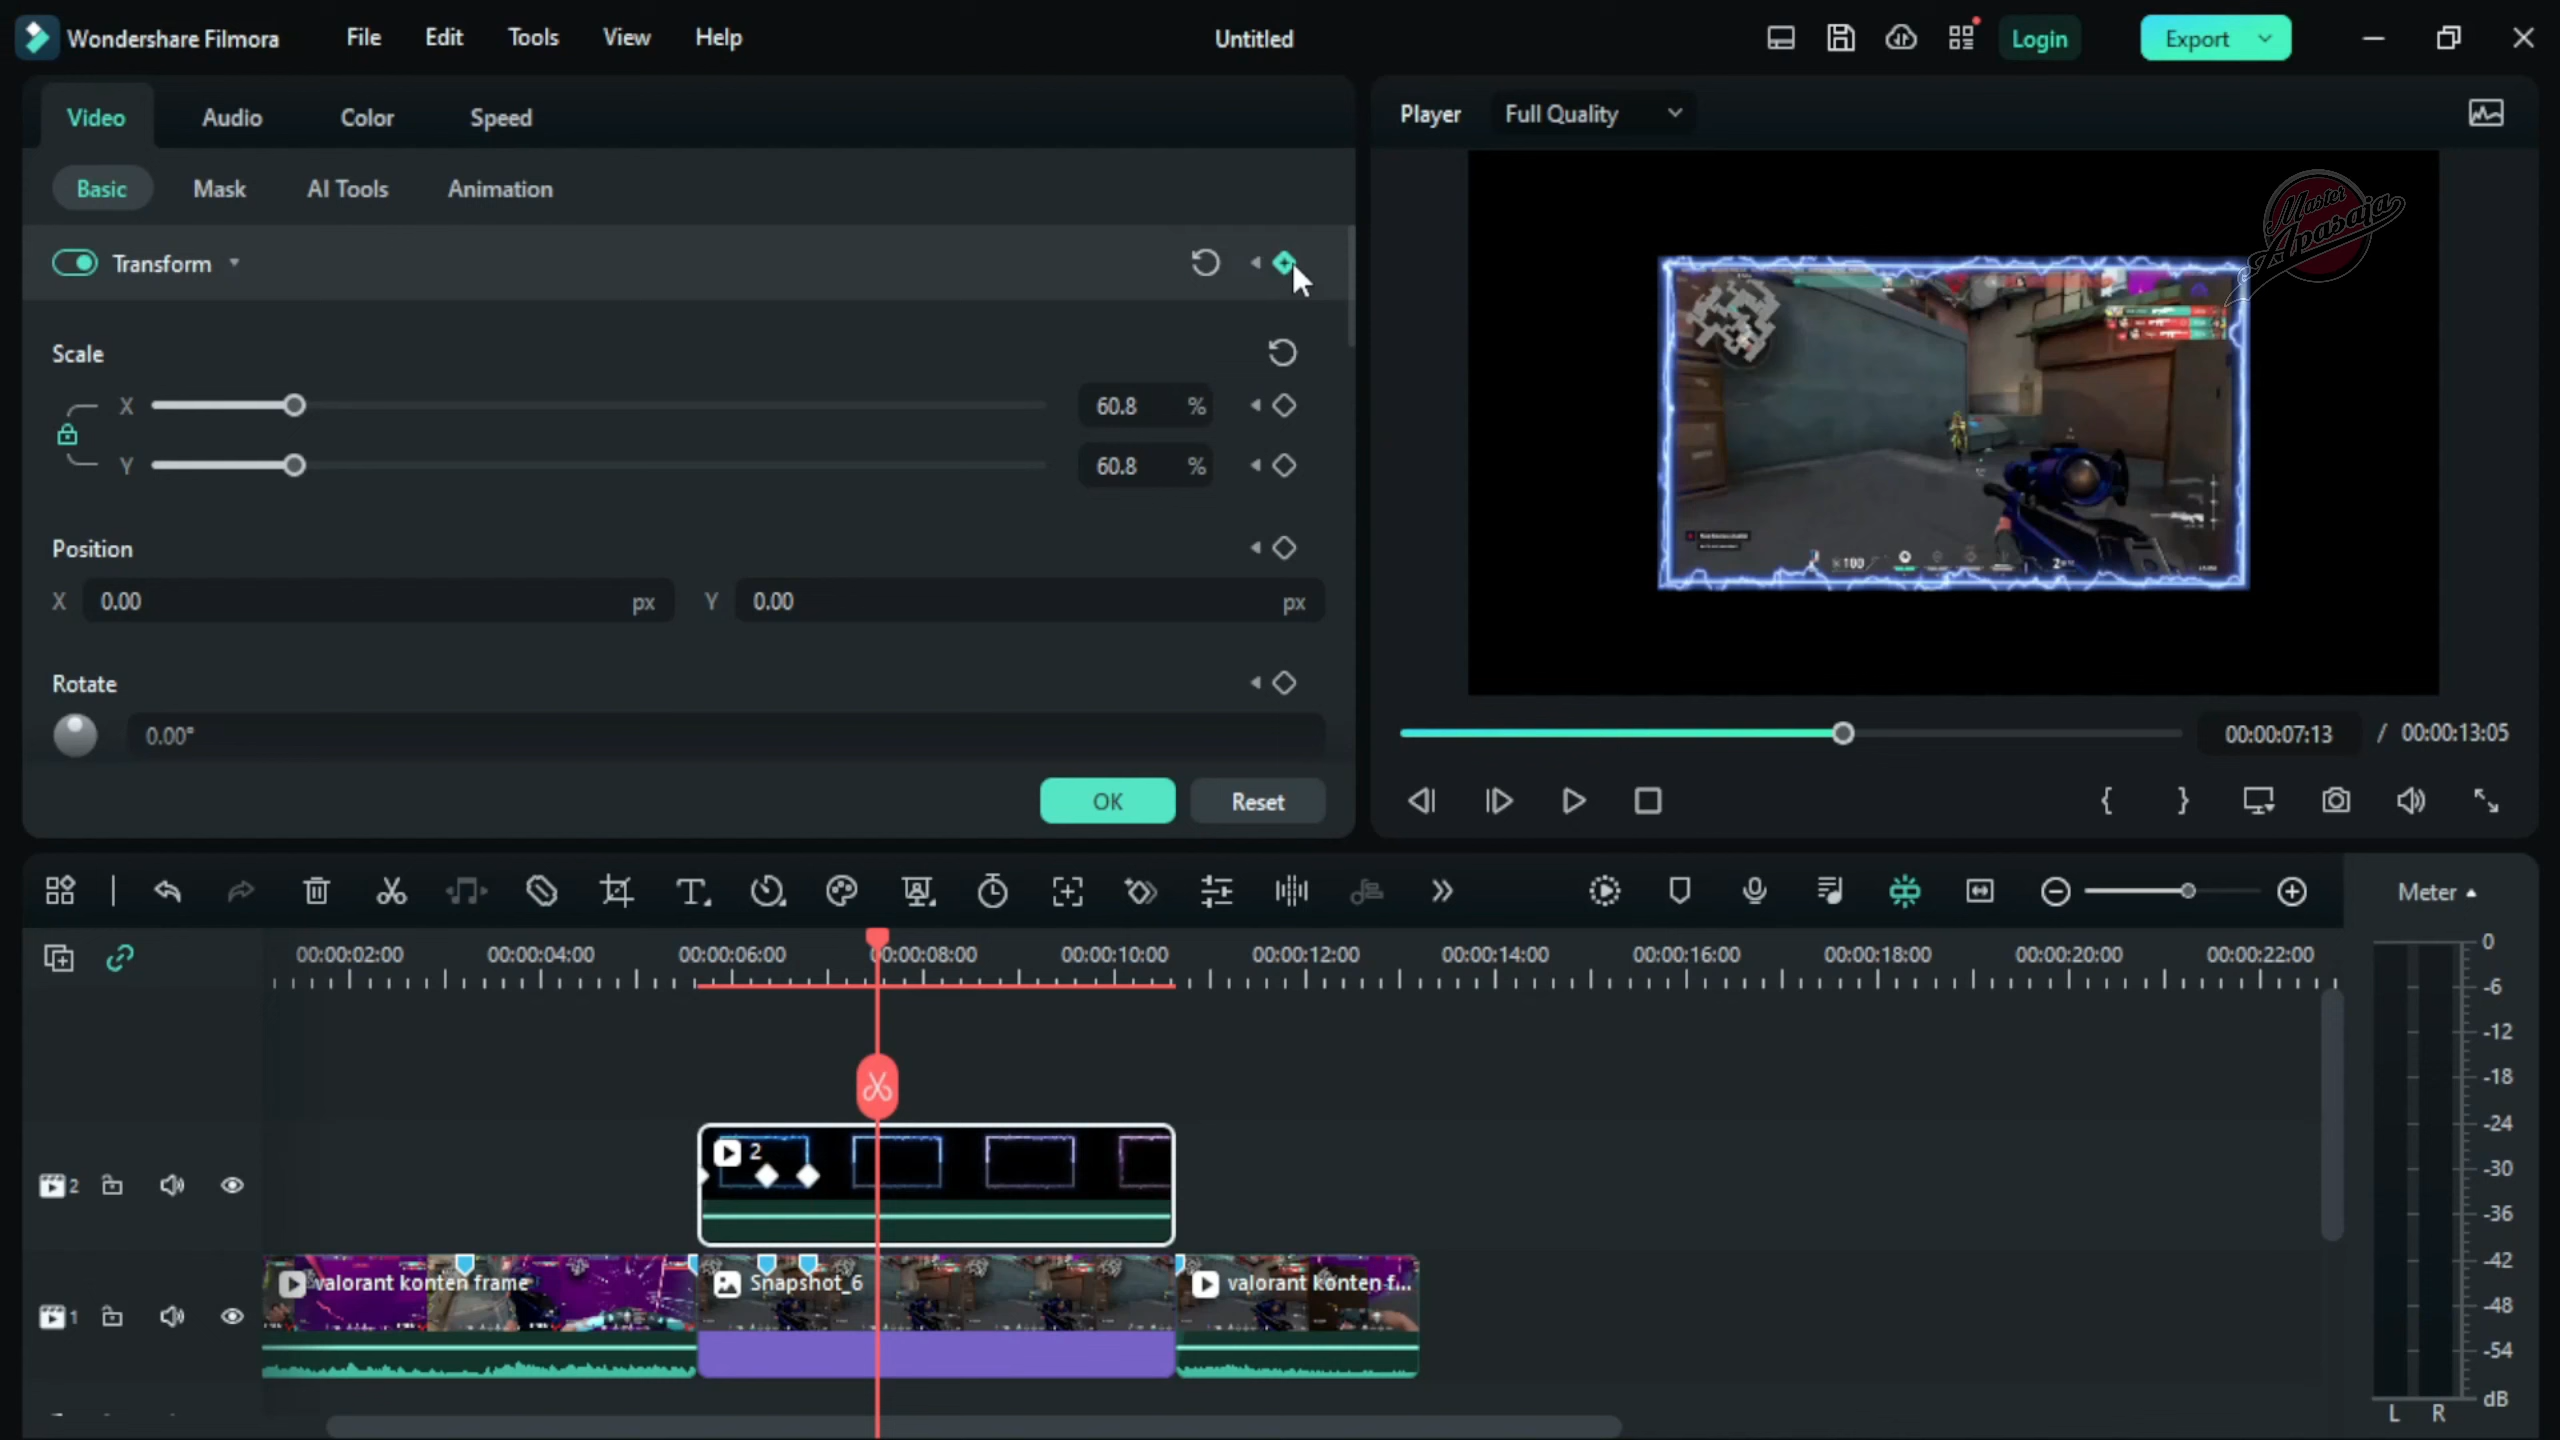 Wondershare Filmora File Edit Tools View Help Untitled Login Export
Video Audio Color Speed
Basic Mask AI Tools Animation
Transform
Scale
X 60.8 %
Y 60.8 %
Position
X 0.00 px Y 0.00 px
Rotate
0.00°
OK Reset
Player Full Quality
Master
Apasaja
100
2
00:00:07:13 / 00:00:13:05
Meter
00:00:02:00 00:00:04:00 00:00:06:00 00:00:08:00 00:00:10:00 00:00:12:00 00:00:14:00 00:00:16:00 00:00:18:00 00:00:20:00 00:00:22:00
2
2
valorant konten frame Snapshot_6 valorant konten f...
1
0
-6
-12
-18
-24
-30
-36
-42
-48
-54
dB
L R